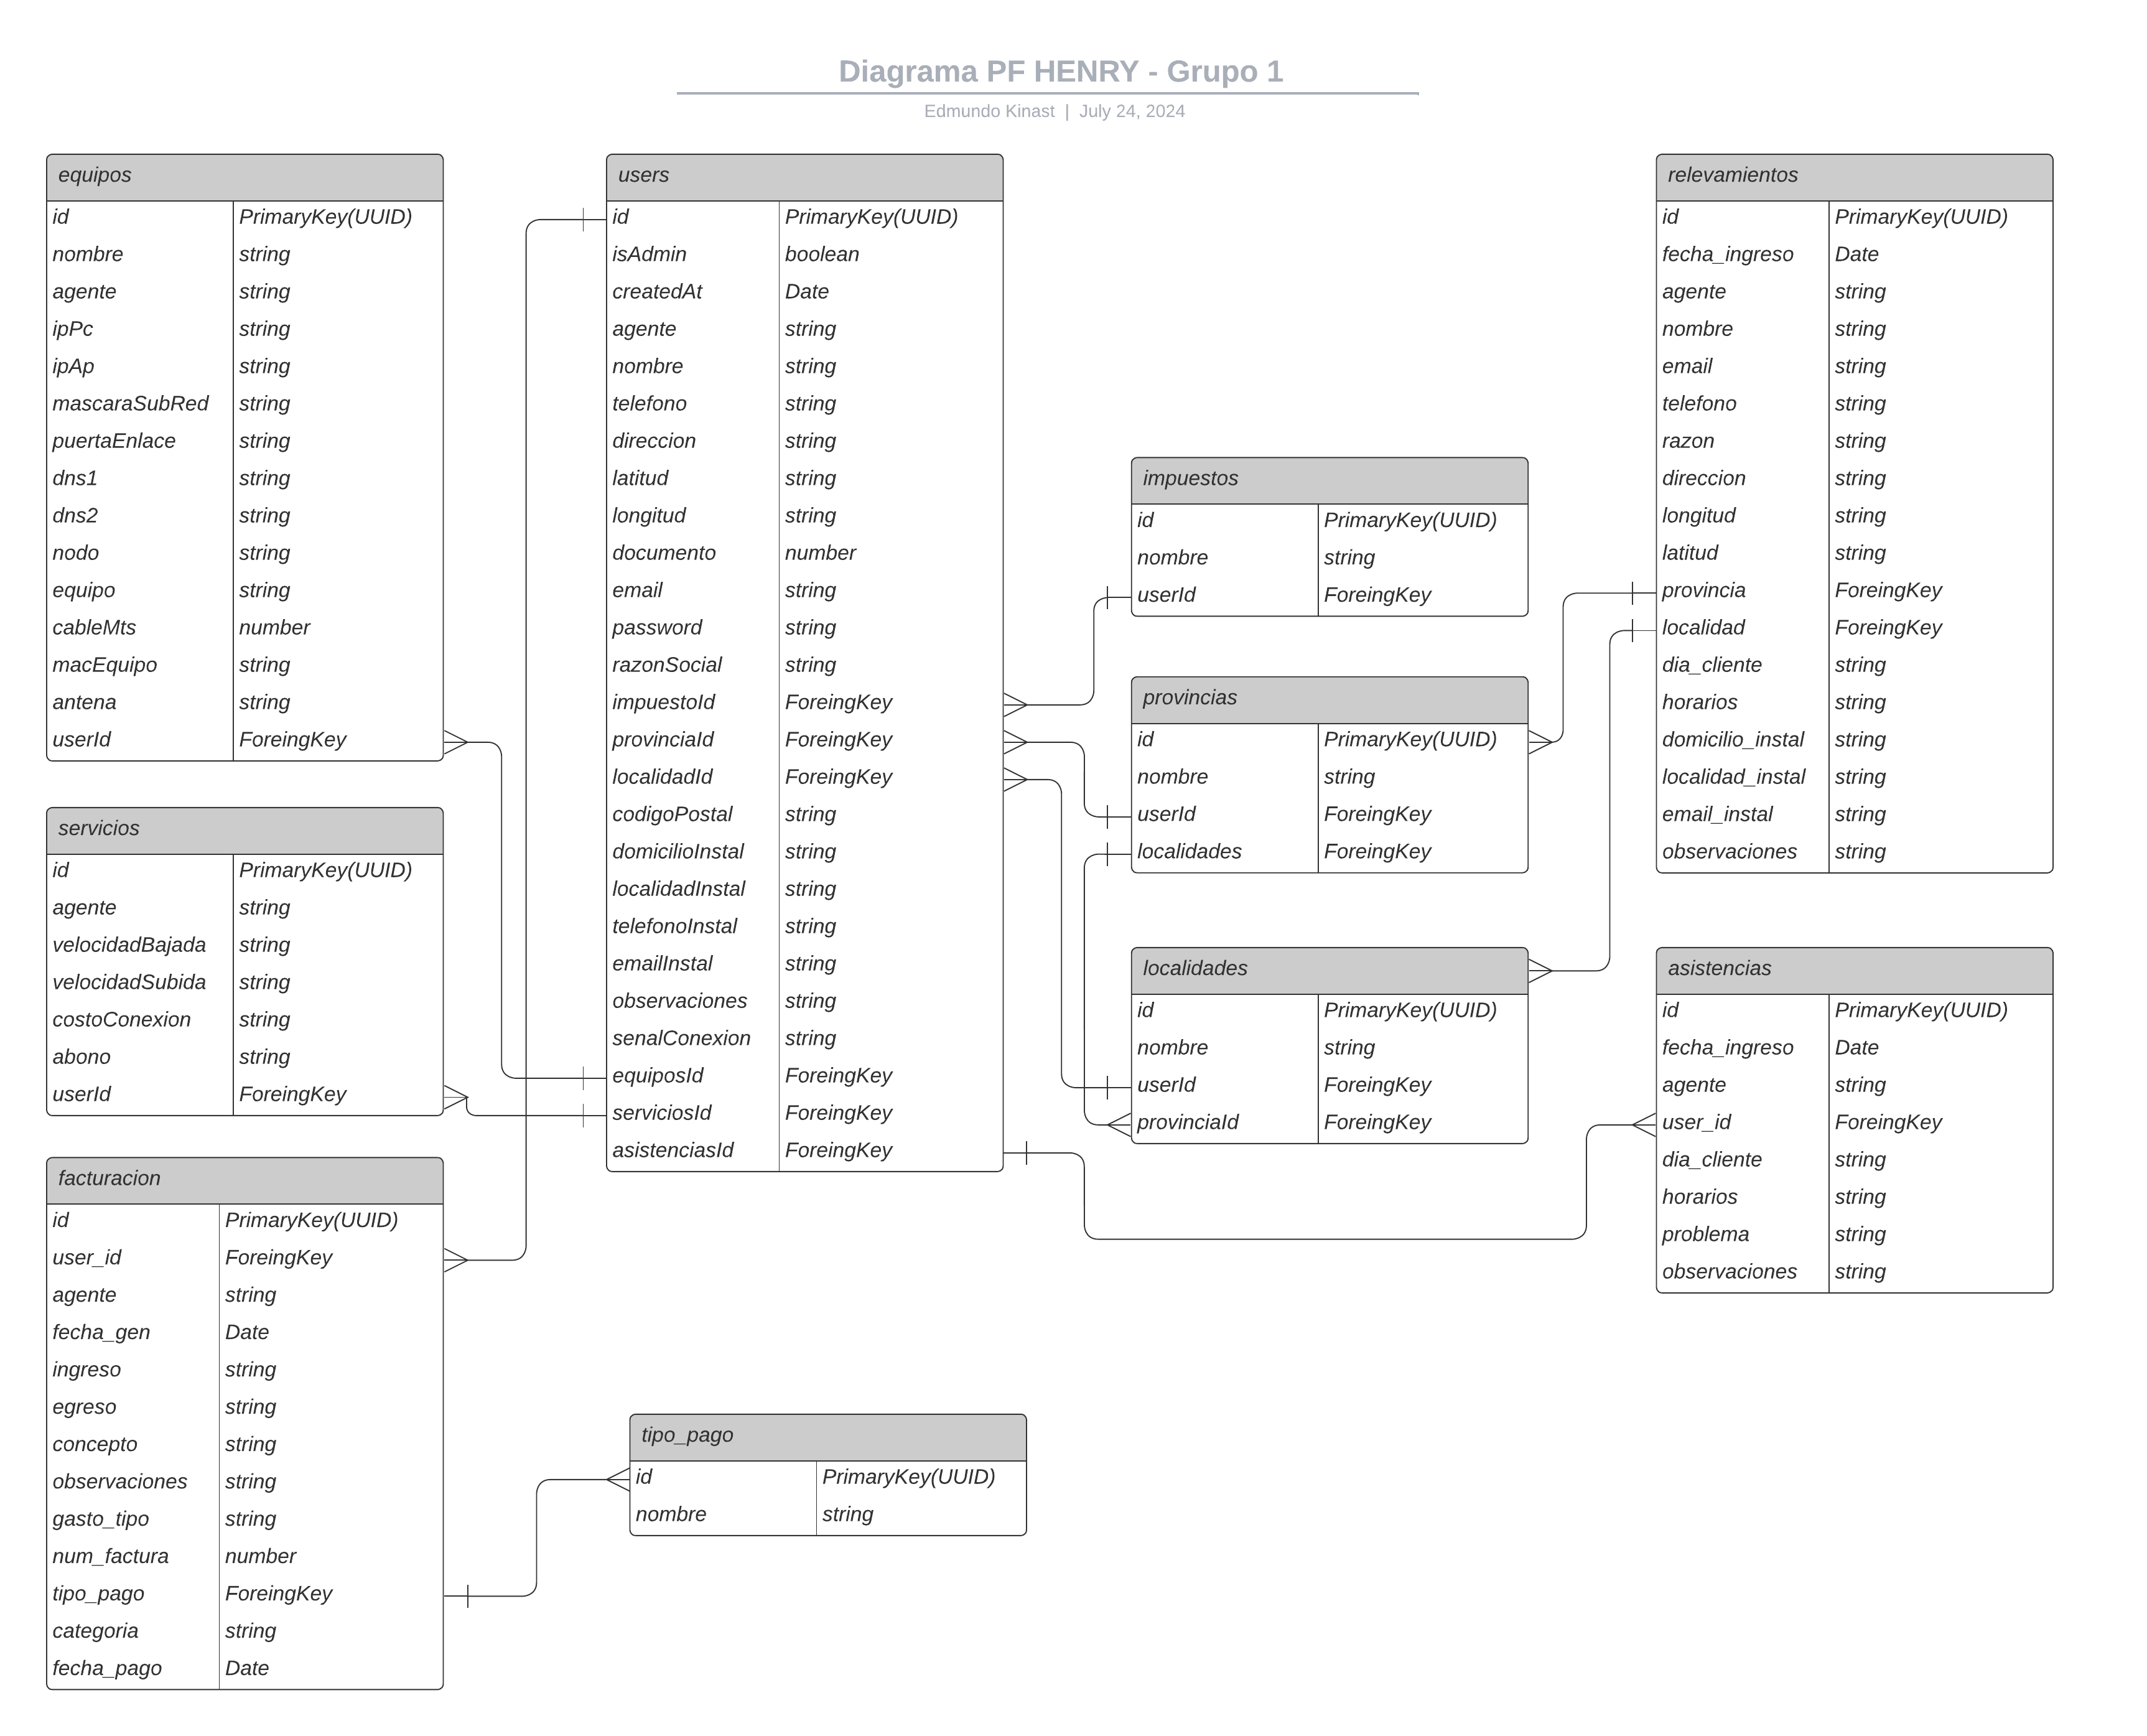 Diagrama PF HENRY - Grupo 1
Edmundo Kinast | July 24, 2024
equipos
id PrimaryKey(UUID)
nombre string
agente string
ipPc string
ipAp string
mascaraSubRed string
puertaEnlace string
dns1 string
dns2 string
nodo string
equipo string
cableMts number
macEquipo string
antena string
userId ForeingKey
servicios
id PrimaryKey(UUID)
agente string
velocidadBajada string
velocidadSubida string
costoConexion string
abono string
userId ForeingKey
facturacion
id PrimaryKey(UUID)
user_id ForeingKey
agente string
fecha_gen Date
ingreso string
egreso string
concepto string
observaciones string
gasto_tipo string
num_factura number
tipo_pago ForeingKey
categoria string
fecha_pago Date
users
id PrimaryKey(UUID)
isAdmin boolean
createdAt Date
agente string
nombre string
telefono string
direccion string
latitud string
longitud string
documento number
email string
password string
razonSocial string
impuestoId ForeingKey
provinciaId ForeingKey
localidadId ForeingKey
codigoPostal string
domicilioInstal string
localidadInstal string
telefonoInstal string
emailInstal string
observaciones string
senalConexion string
equiposId ForeingKey
serviciosId ForeingKey
asistenciasId ForeingKey
tipo_pago
id PrimaryKey(UUID)
nombre string
impuestos
id PrimaryKey(UUID)
nombre string
userId ForeingKey
provincias
id PrimaryKey(UUID)
nombre string
userId ForeingKey
localidades ForeingKey
localidades
id PrimaryKey(UUID)
nombre string
userId ForeingKey
provinciaId ForeingKey
relevamientos
id PrimaryKey(UUID)
fecha_ingreso Date
agente string
nombre string
email string
telefono string
razon string
direccion string
longitud string
latitud string
provincia ForeingKey
localidad ForeingKey
dia_cliente string
horarios string
domicilio_instal string
localidad_instal string
email_instal string
observaciones string
asistencias
id PrimaryKey(UUID)
fecha_ingreso Date
agente string
user_id ForeingKey
dia_cliente string
horarios string
problema string
observaciones string